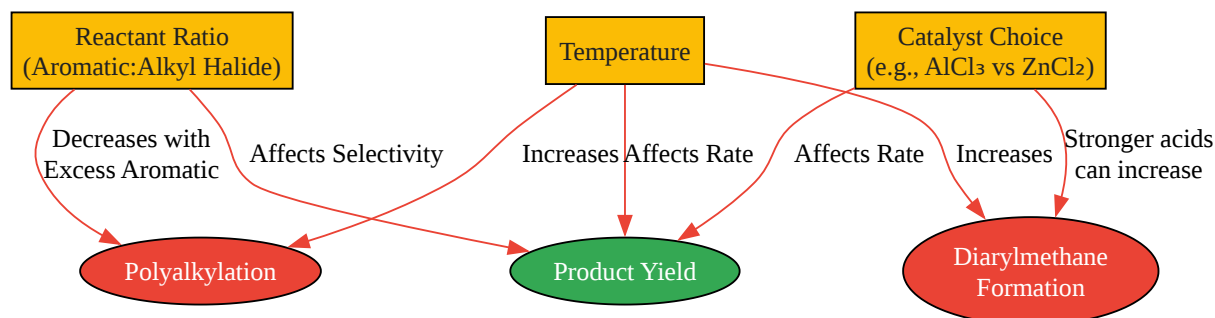 Reactant Ratio
(Aromatic:Alkyl Halide)
Temperature
Catalyst Choice
(e.g., AlCl₃ vs ZnCl₂)
Decreases with
Excess Aromatic
Affects Selectivity
Increases
Affects Rate
Affects Rate
Increases
Stronger acids
can increase
Polyalkylation
Product Yield
Diarylmethane
Formation